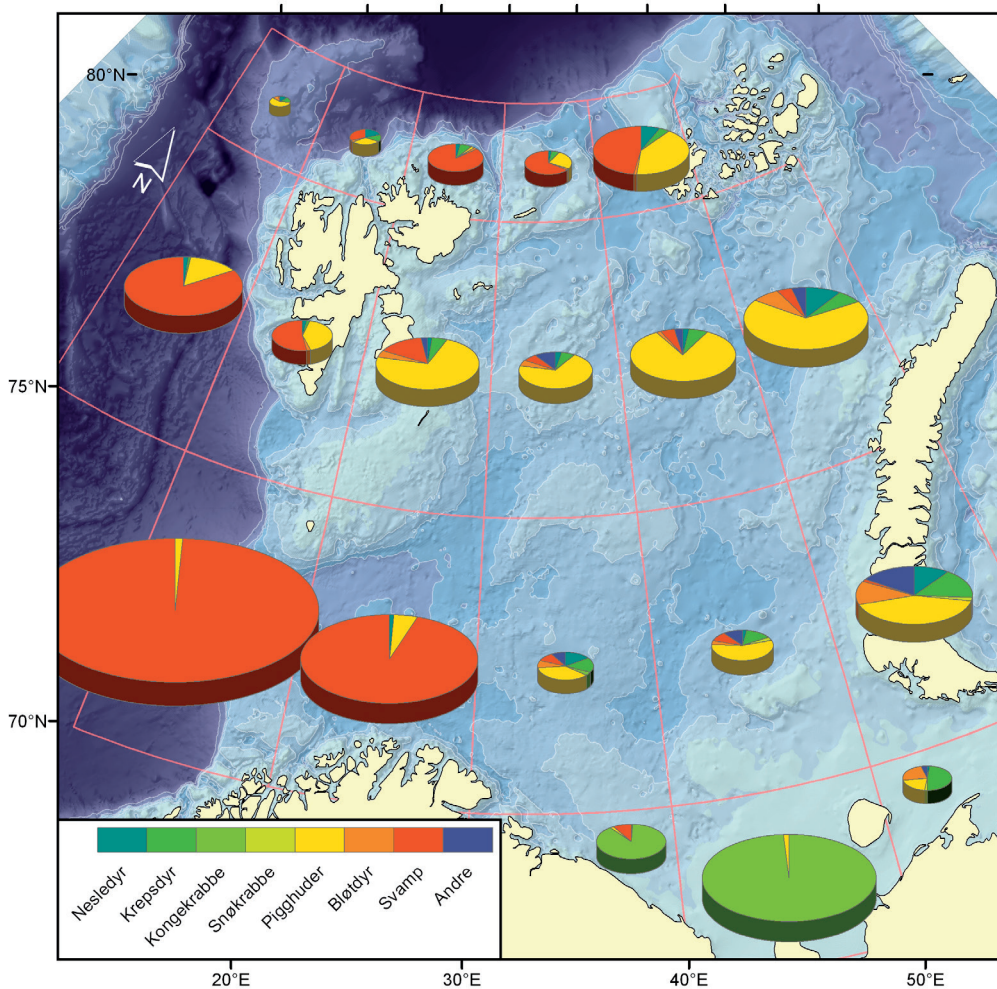 80°N
N
75°N
70°N
Nesledyr
Krepsdyr
Kongekrabbe
Snøkrabbe
Pigghuder
Bløtdyr
Svamp
Andre
20°E
30°E
40°E
50°E